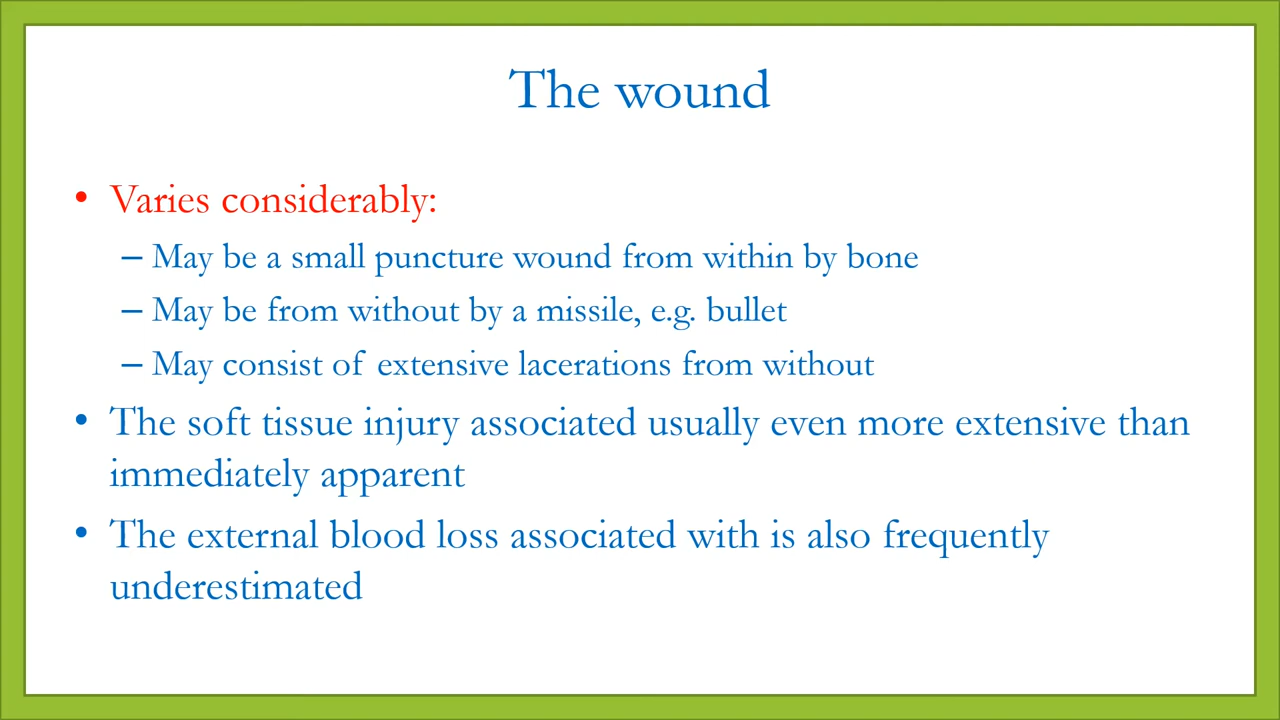 The wound
• Varies considerably:
– May be a small puncture wound from within by bone
– May be from without by a missile, e.g. bullet
– May consist of extensive lacerations from without
• The soft tissue injury associated usually even more extensive than
immediately apparent
• The external blood loss associated with is also frequently
underestimated